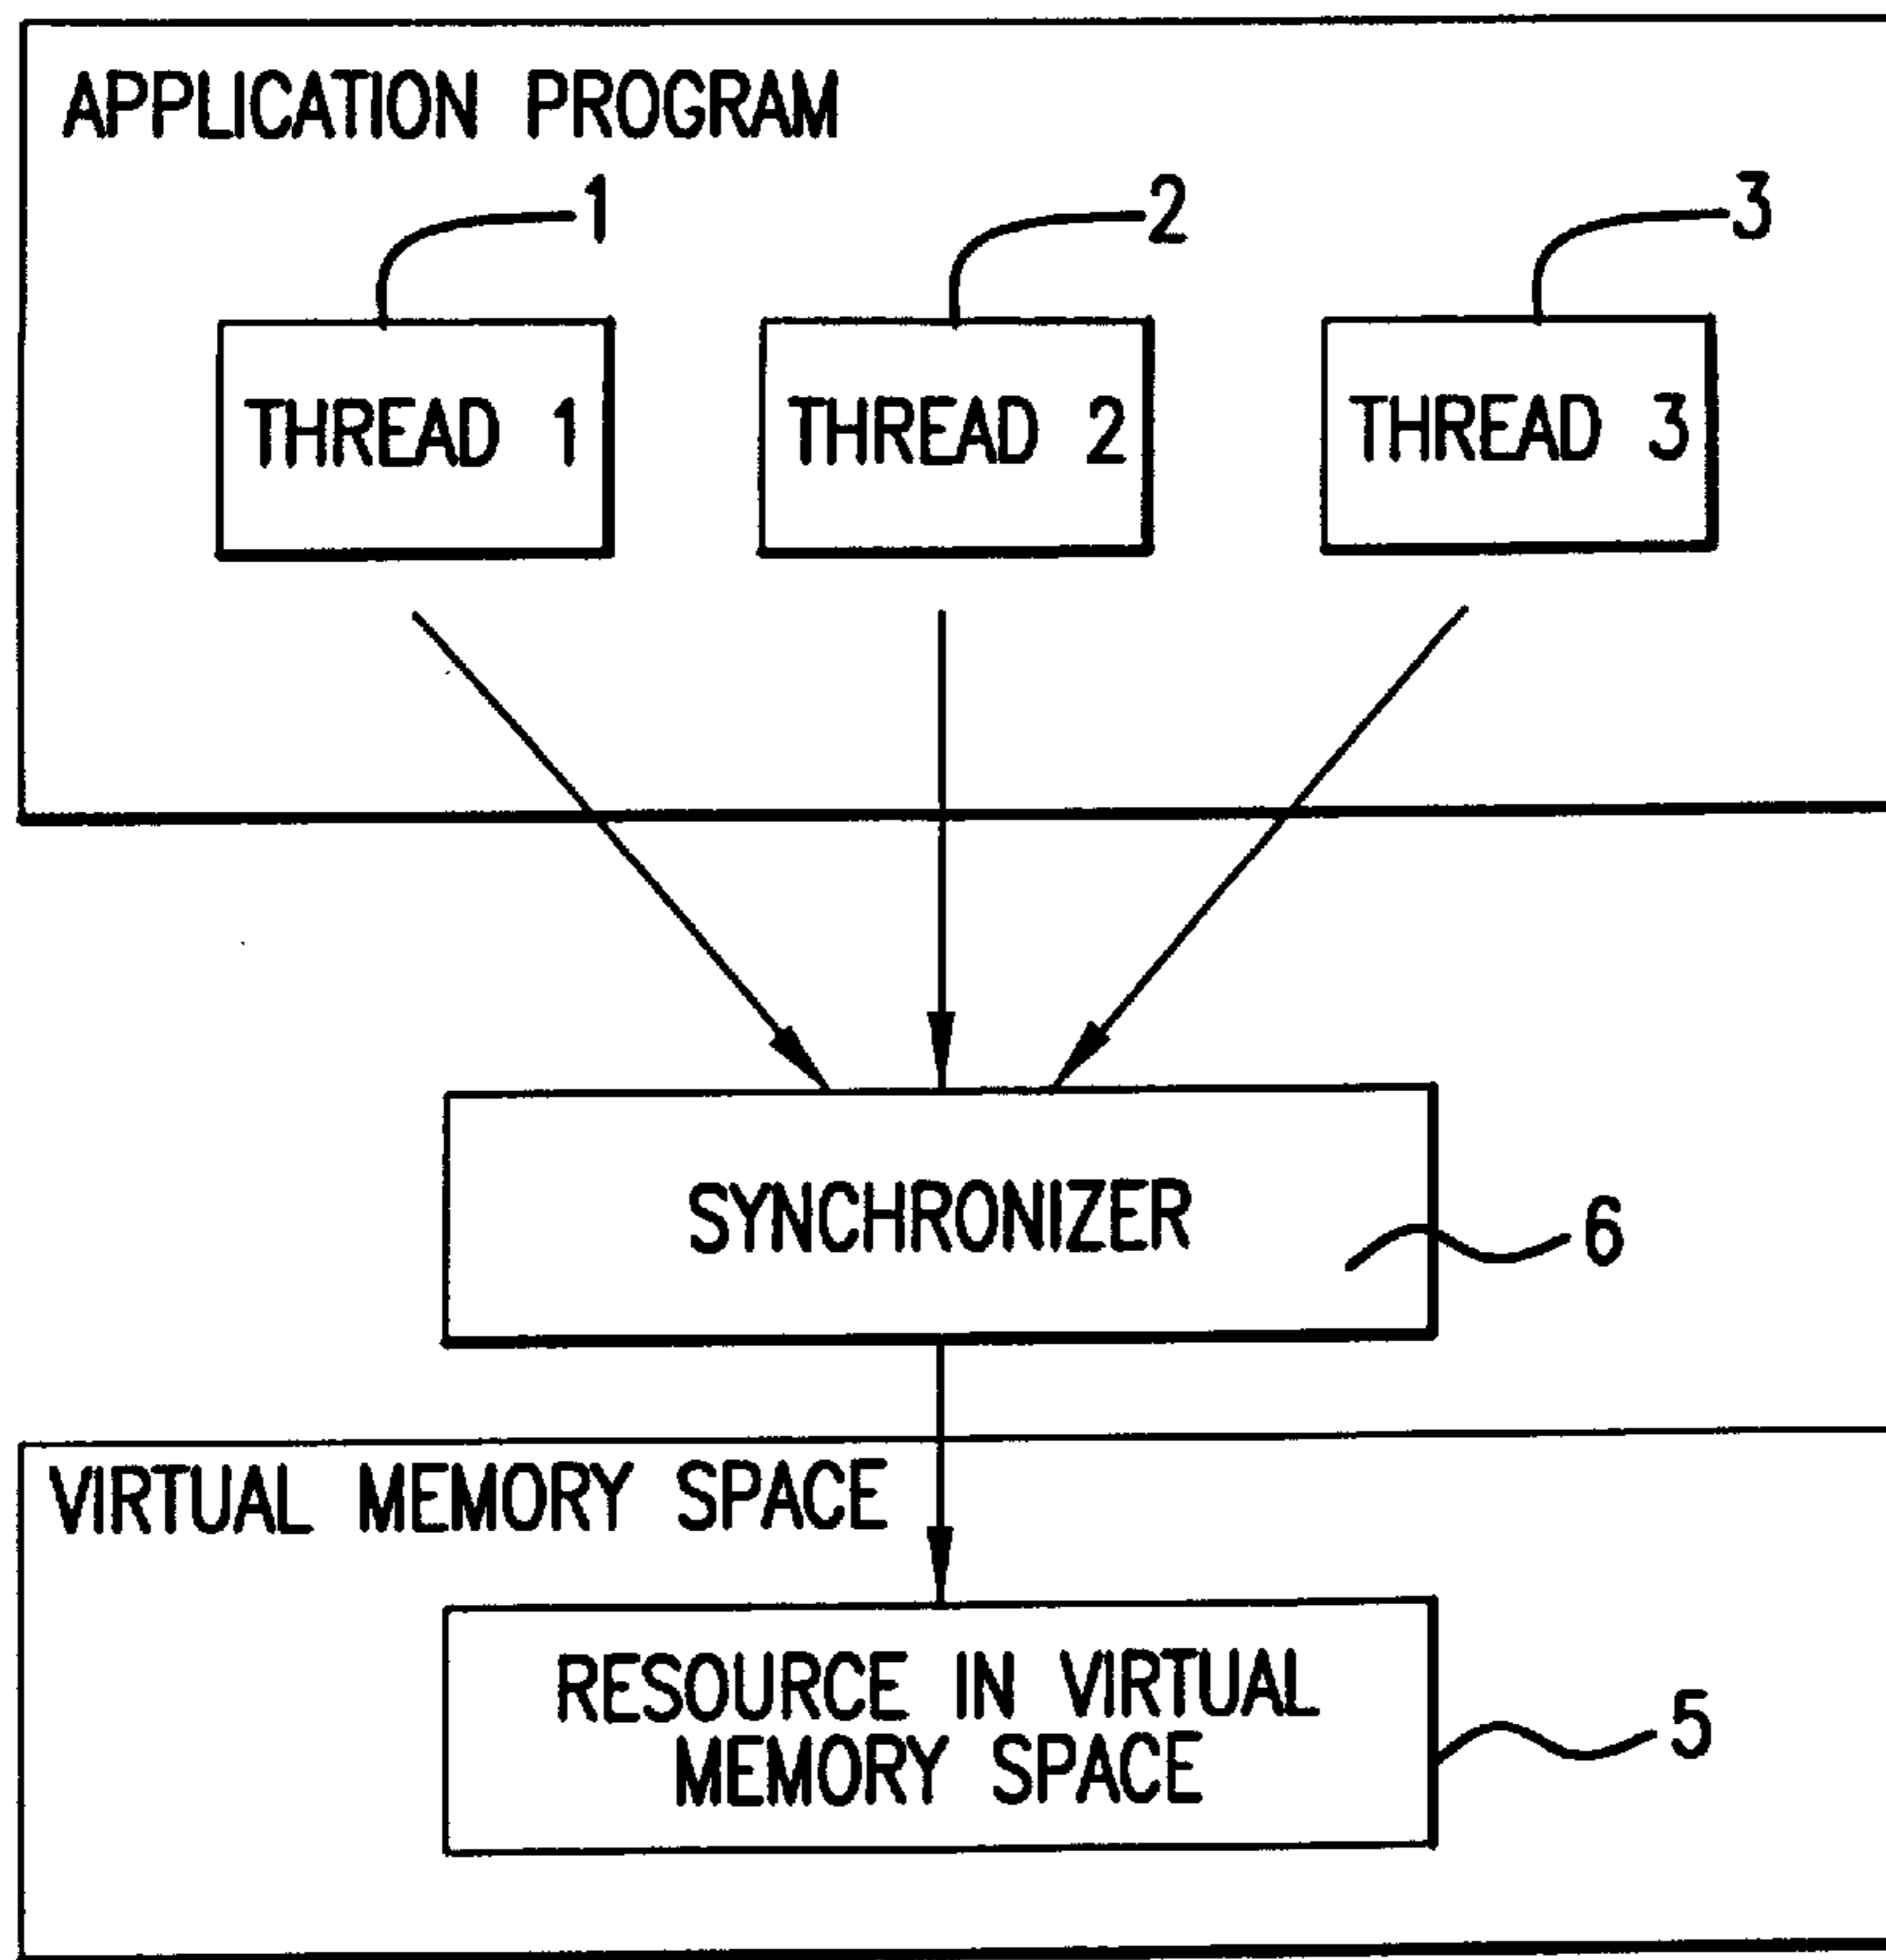 APPLICATION PROGRAM
1
2
3
THREAD 1
THREAD 2
THREAD 3
SYNCHRONIZER
6
VIRTUAL MEMORY SPACE
RESOURCE IN VIRTUAL
MEMORY SPACE
5